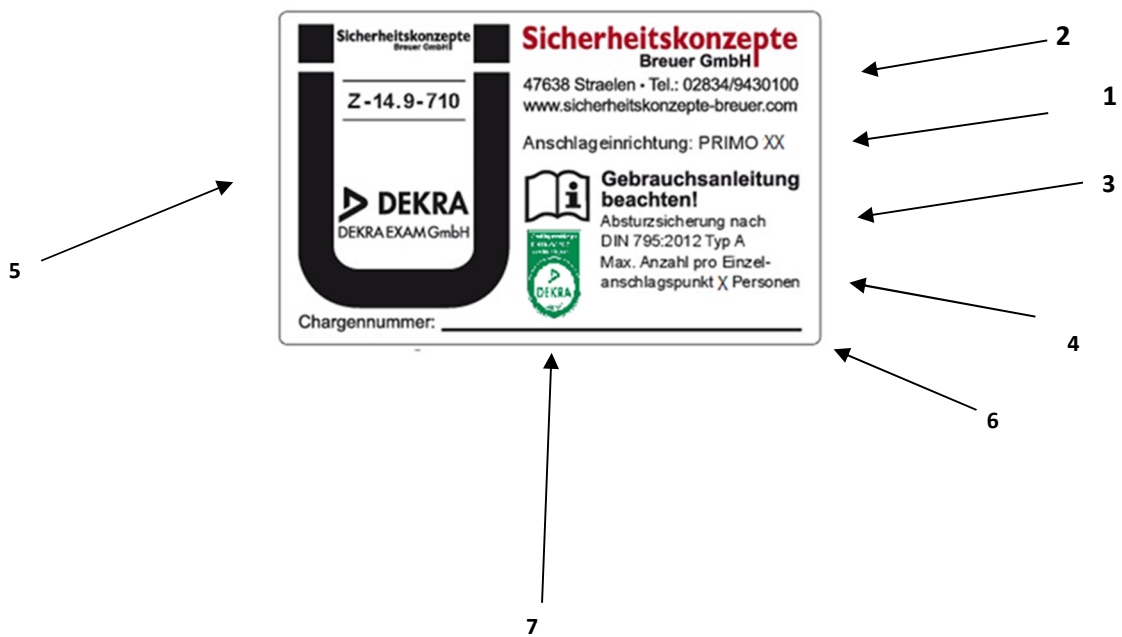 Sicherheitskonzepte
Breuer GmbH
Z-14.9-710
DEKRA
DEKRA EXAM GmbH
Sicherheitskonzepte
Breuer GmbH
47638 Straelen • Tel.: 02834/9430100
www.sicherheitskonzepte-breuer.com
Anschlageinrichtung: PRIMO XX
Gebrauchsanleitung
beachten!
Absturzsicherung nach
DIN 795:2012 Typ A
Max. Anzahl pro Einzel-
anschlagspunkt X Personen
DEKRA
Chargennummer:
2
1
3
4
5
6
7